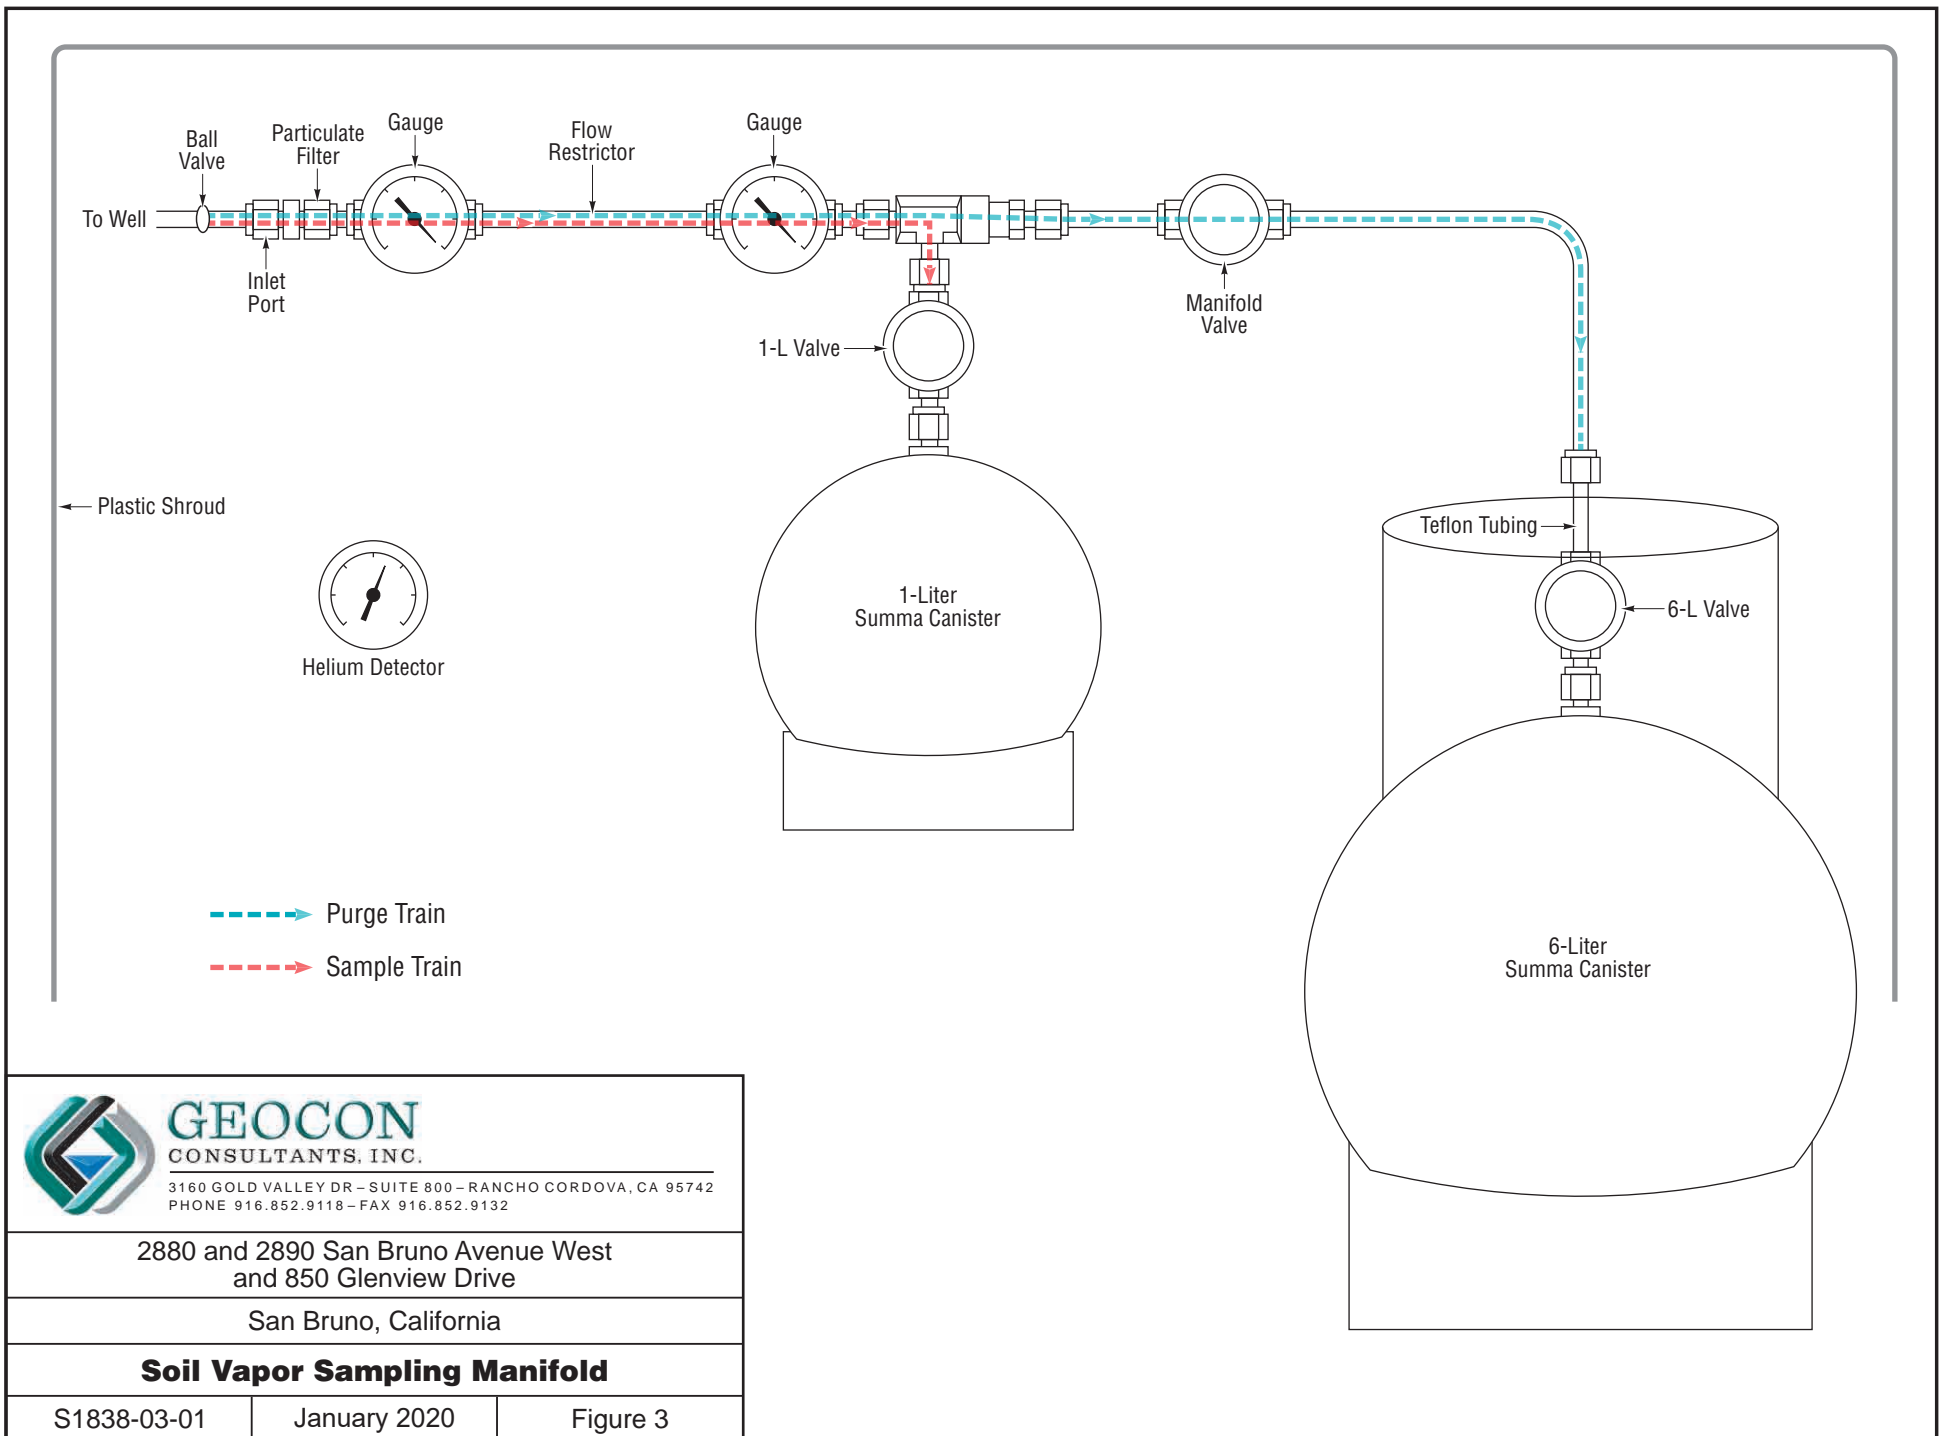 Ball
Valve
Particulate
Filter
Gauge
Flow
Restrictor
Gauge
To Well
Inlet
Port
Manifold
Valve
1-L Valve
Plastic Shroud
Teflon Tubing
1-Liter
Summa Canister
6-L Valve
Helium Detector
Purge Train
Sample Train
6-Liter
Summa Canister
GEOCON
CONSULTANTS, INC.
3160 GOLD VALLEY DR – SUITE 800 – RANCHO CORDOVA, CA 95742
PHONE 916.852.9118 – FAX 916.852.9132
2880 and 2890 San Bruno Avenue West
and 850 Glenview Drive
San Bruno, California
Soil Vapor Sampling Manifold
S1838-03-01
January 2020
Figure 3